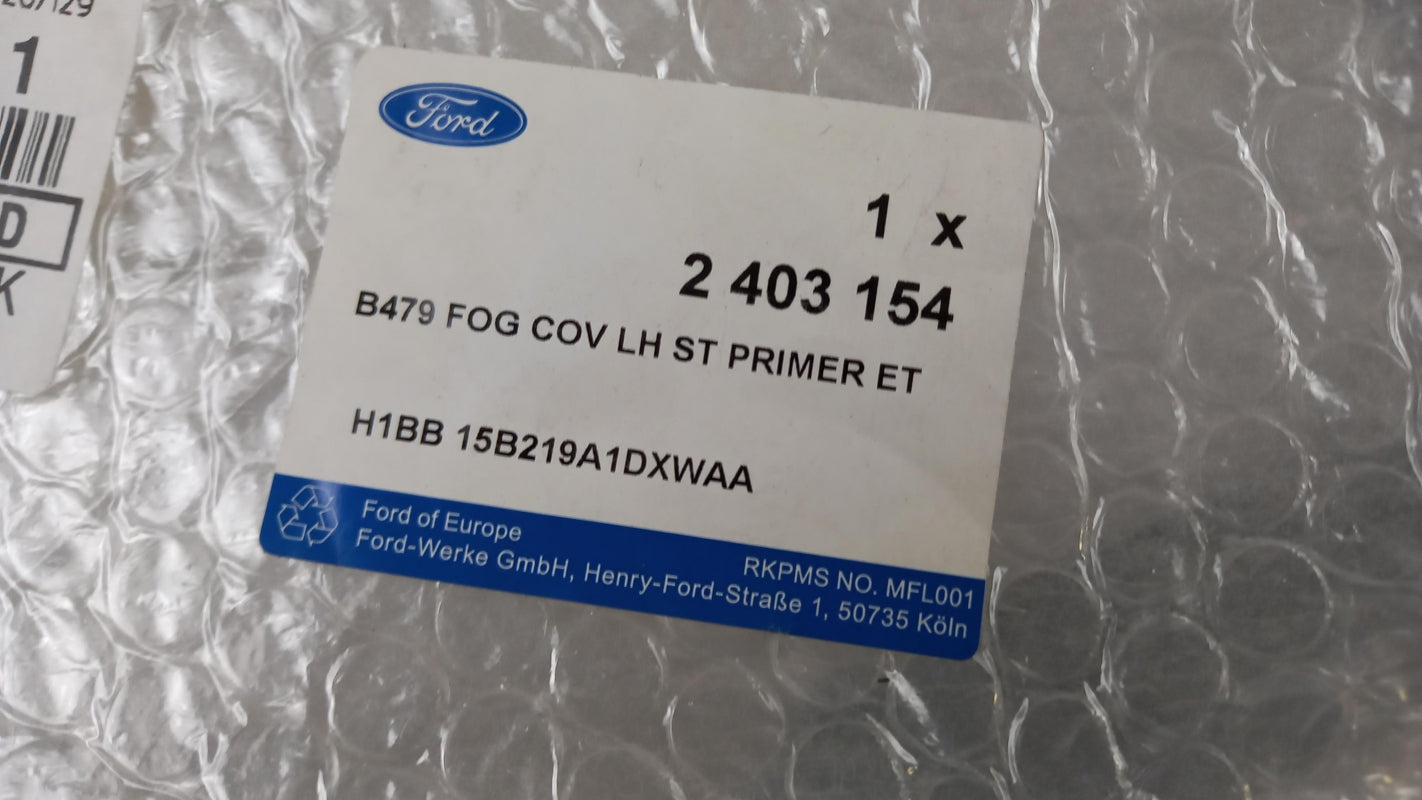 1
D
K
Ford
1 x
2 403 154
B479 FOG COV LH ST PRIMER ET
H1BB 15B219A1DXWAA
Ford of Europe
RKPMS NO. MFL001
Ford-Werke GmbH, Henry-Ford-Straße 1, 50735 Köln